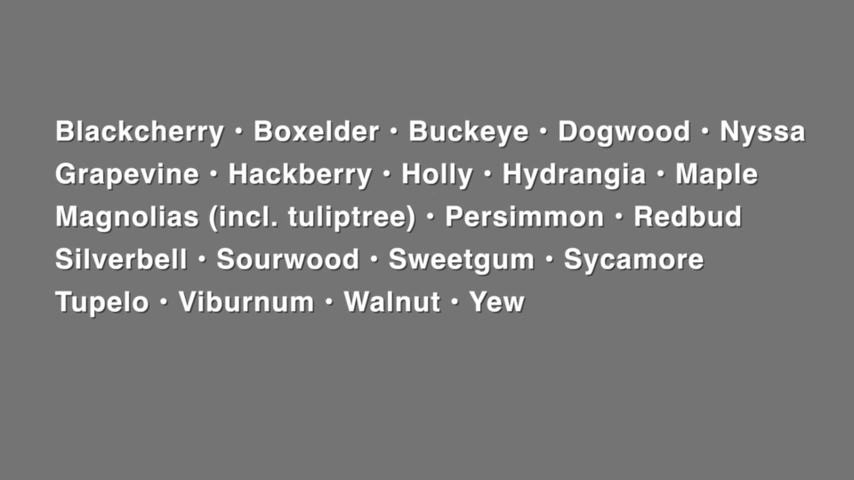 Blackcherry • Boxelder • Buckeye • Dogwood • Nyssa
Grapevine • Hackberry • Holly • Hydrangia • Maple
Magnolias (incl. tuliptree) • Persimmon • Redbud
Silverbell • Sourwood • Sweetgum • Sycamore
Tupelo • Viburnum • Walnut • Yew